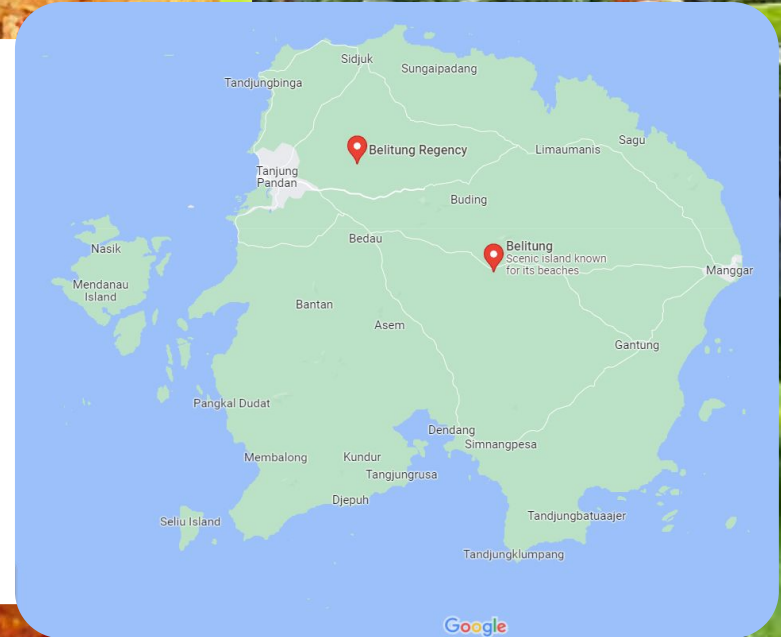 Sidjuk
Sungaipadang
Tandjungbinga
Sagu
Belitung Regency
Limaumanis
Tanjung
Pandan
Buding
Bedau
Belitung
Scenic island known
for its beaches
Nasik
Manggar
Mendanau
Island
Bantan
Asem
Gantung
Pangkal Dudat
Dendang
Simnangpesa
Membalong
Kundur
Tangjungrusa
Djepuh
Seliu Island
Tandjungbatuaajer
Tandjungklumpang
Google